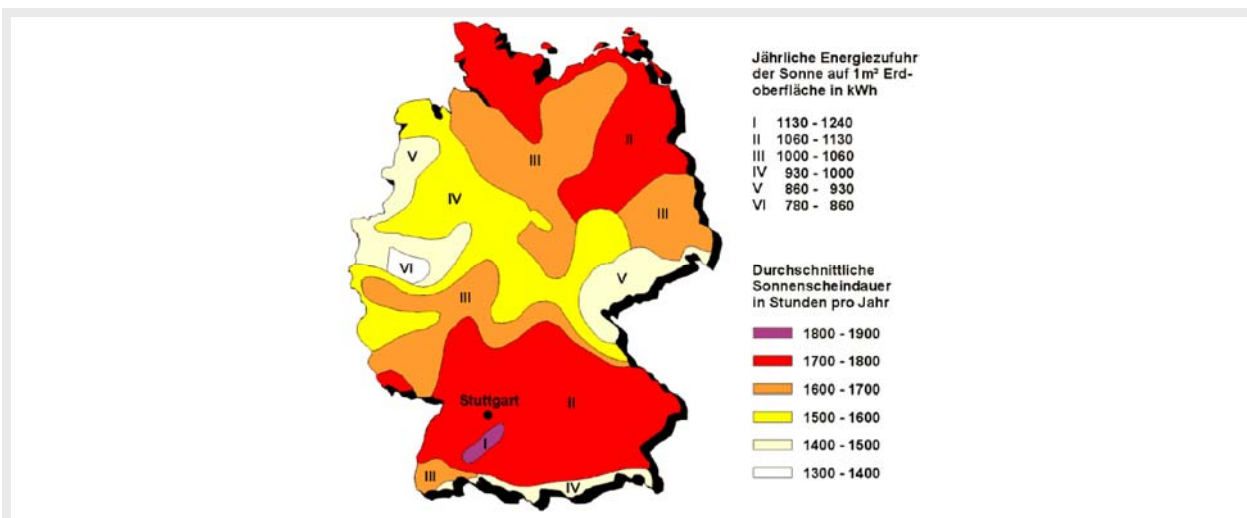 Jährliche Energiezufuhr
der Sonne auf 1m² Erd-
oberfläche in kWh
I 1130 - 1240
II 1060 - 1130
III 1000 - 1060
IV 930 - 1000
V 860 - 930
VI 780 - 860
Durchschnittliche
Sonnenscheindauer
in Stunden pro Jahr
1800 - 1900
1700 - 1800
1600 - 1700
1500 - 1600
1400 - 1500
1300 - 1400
II
V
III
IV
III
VI
V
III
Stuttgart
II
I
III
IV